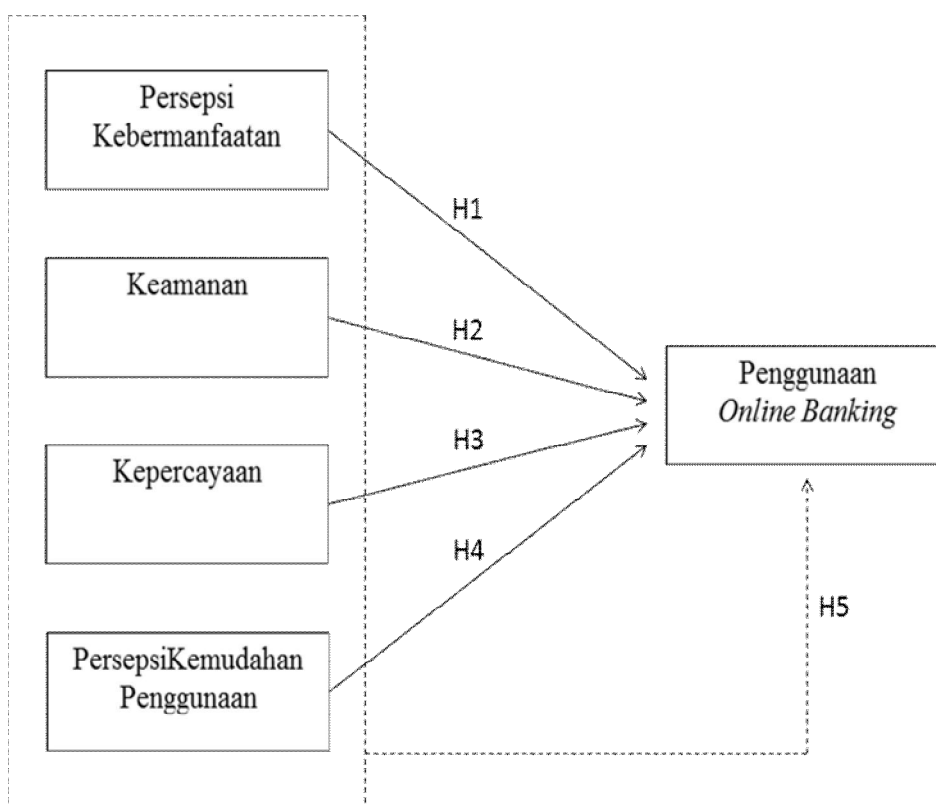 Persepsi
Kebermanfaatan
H1
Keamanan
H2
Penggunaan
Online Banking
H3
Kepercayaan
H4
H5
PersepsiKemudahan
Penggunaan